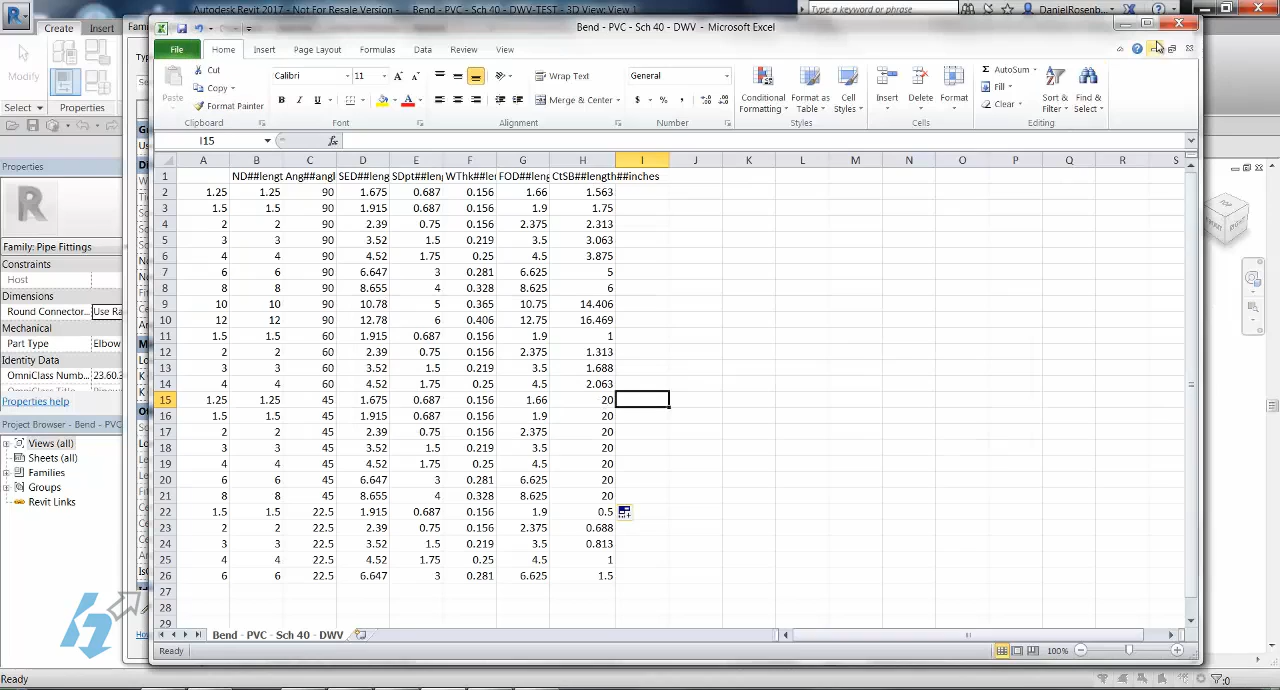 Autodesk Revit 2017 - Not For Resale Version - Bend - PVC - Sch 40 - DWV-TEST - 3D View: View 1
Type a keyword or phrase
DanielRosenb...
Create Insert
Modify
Select Properties
Properties
Family: Pipe Fittings
Constraints
Host
Dimensions
Round Connector... Use Ra
Mechanical
Part Type Elbow
Identity Data
OmniClass Numb... 23.60.3
Properties help
Project Browser - Bend - PVC
Views (all)
Sheets (all)
Families
Groups
Revit Links
Ready
Bend - PVC - Sch 40 - DWV - Microsoft Excel
File Home Insert Page Layout Formulas Data Review View
Paste
Cut
Copy
Format Painter
Clipboard
Calibri 11
B I U
Font
Wrap Text
Merge & Center
Alignment
General
$ % ,
Number
Conditional Formatting
Format as Table
Cell Styles
Styles
Insert Delete Format
Cells
AutoSum
Fill
Clear
Sort & Filter
Find & Select
Editing
I15 fx
A B C D E F G H I J K L M N O P Q R S
1 ND##lengt Ang##angl SED##leng SDpt##leng WThk##le FOD##leng CtSB##length##inches
2 1.25 1.25 90 1.675 0.687 0.156 1.66 1.563
3 1.5 1.5 90 1.915 0.687 0.156 1.9 1.75
4 2 2 90 2.39 0.75 0.156 2.375 2.313
5 3 3 90 3.52 1.5 0.219 3.5 3.063
6 4 4 90 4.52 1.75 0.25 4.5 3.875
7 6 6 90 6.647 3 0.281 6.625 5
8 8 8 90 8.655 4 0.328 8.625 6
9 10 10 90 10.78 5 0.365 10.75 14.406
10 12 12 90 12.78 6 0.406 12.75 16.469
11 1.5 1.5 60 1.915 0.687 0.156 1.9 1
12 2 2 60 2.39 0.75 0.156 2.375 1.313
13 3 3 60 3.52 1.5 0.219 3.5 1.688
14 4 4 60 4.52 1.75 0.25 4.5 2.063
15 1.25 1.25 45 1.675 0.687 0.156 1.66 20
16 1.5 1.5 45 1.915 0.687 0.156 1.9 20
17 2 2 45 2.39 0.75 0.156 2.375 20
18 3 3 45 3.52 1.5 0.219 3.5 20
19 4 4 45 4.52 1.75 0.25 4.5 20
20 6 6 45 6.647 3 0.281 6.625 20
21 8 8 45 8.655 4 0.328 8.625 20
22 1.5 1.5 22.5 1.915 0.687 0.156 1.9 0.5
23 2 2 22.5 2.39 0.75 0.156 2.375 0.688
24 3 3 22.5 3.52 1.5 0.219 3.5 0.813
25 4 4 22.5 4.52 1.75 0.25 4.5 1
26 6 6 22.5 6.647 3 0.281 6.625 1.5
27
28
29
Bend - PVC - Sch 40 - DWV
Ready 100%
:0